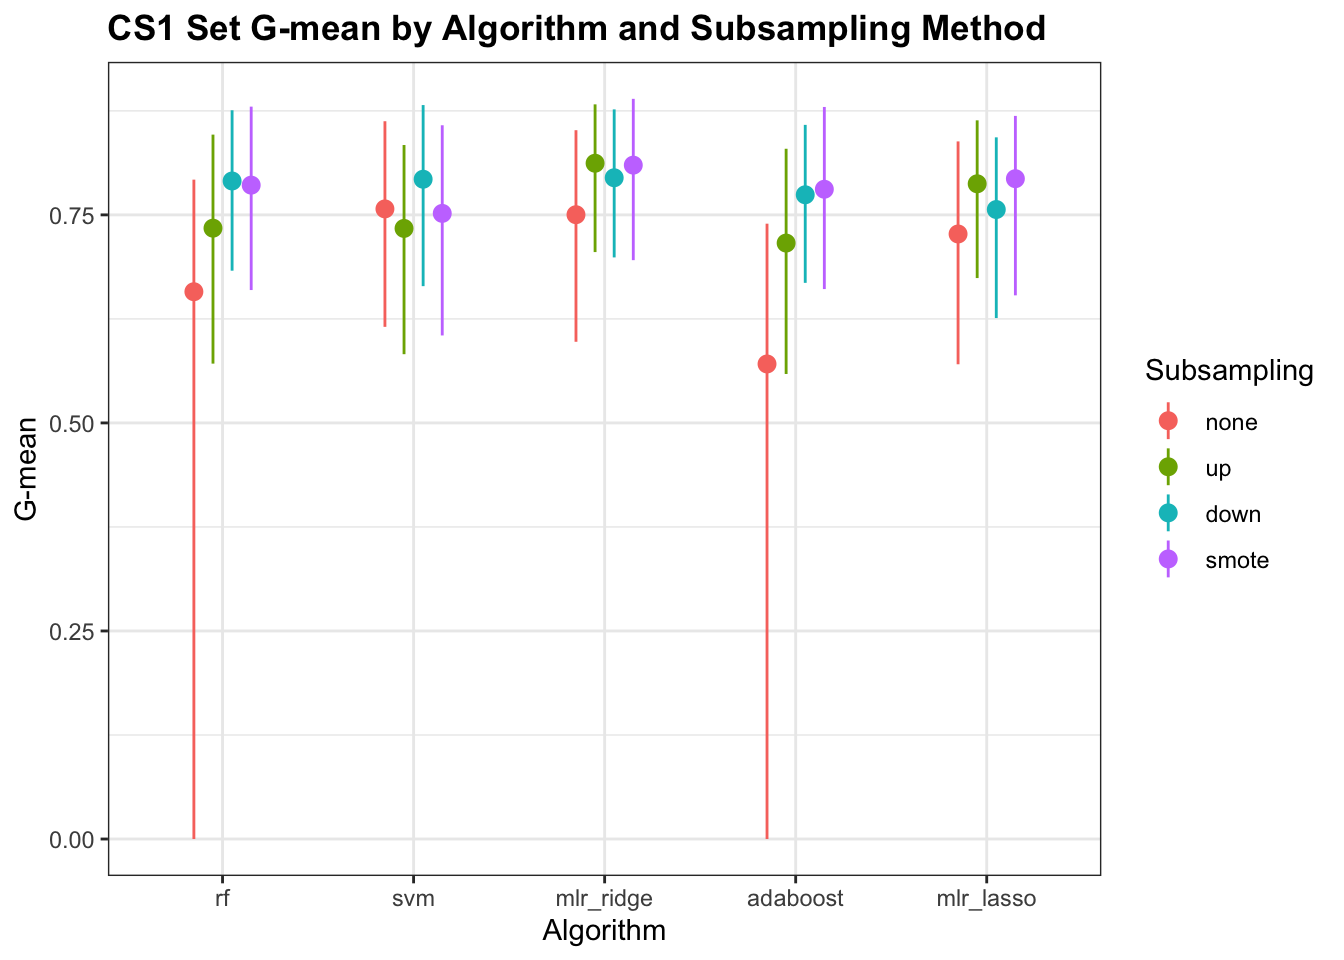 CS1 Set G-mean by Algorithm and Subsampling Method
G-mean
0.75
0.50
0.25
0.00
rf
svm
mlr_ridge
adaboost
mlr_lasso
Algorithm
Subsampling
none
up
down
smote